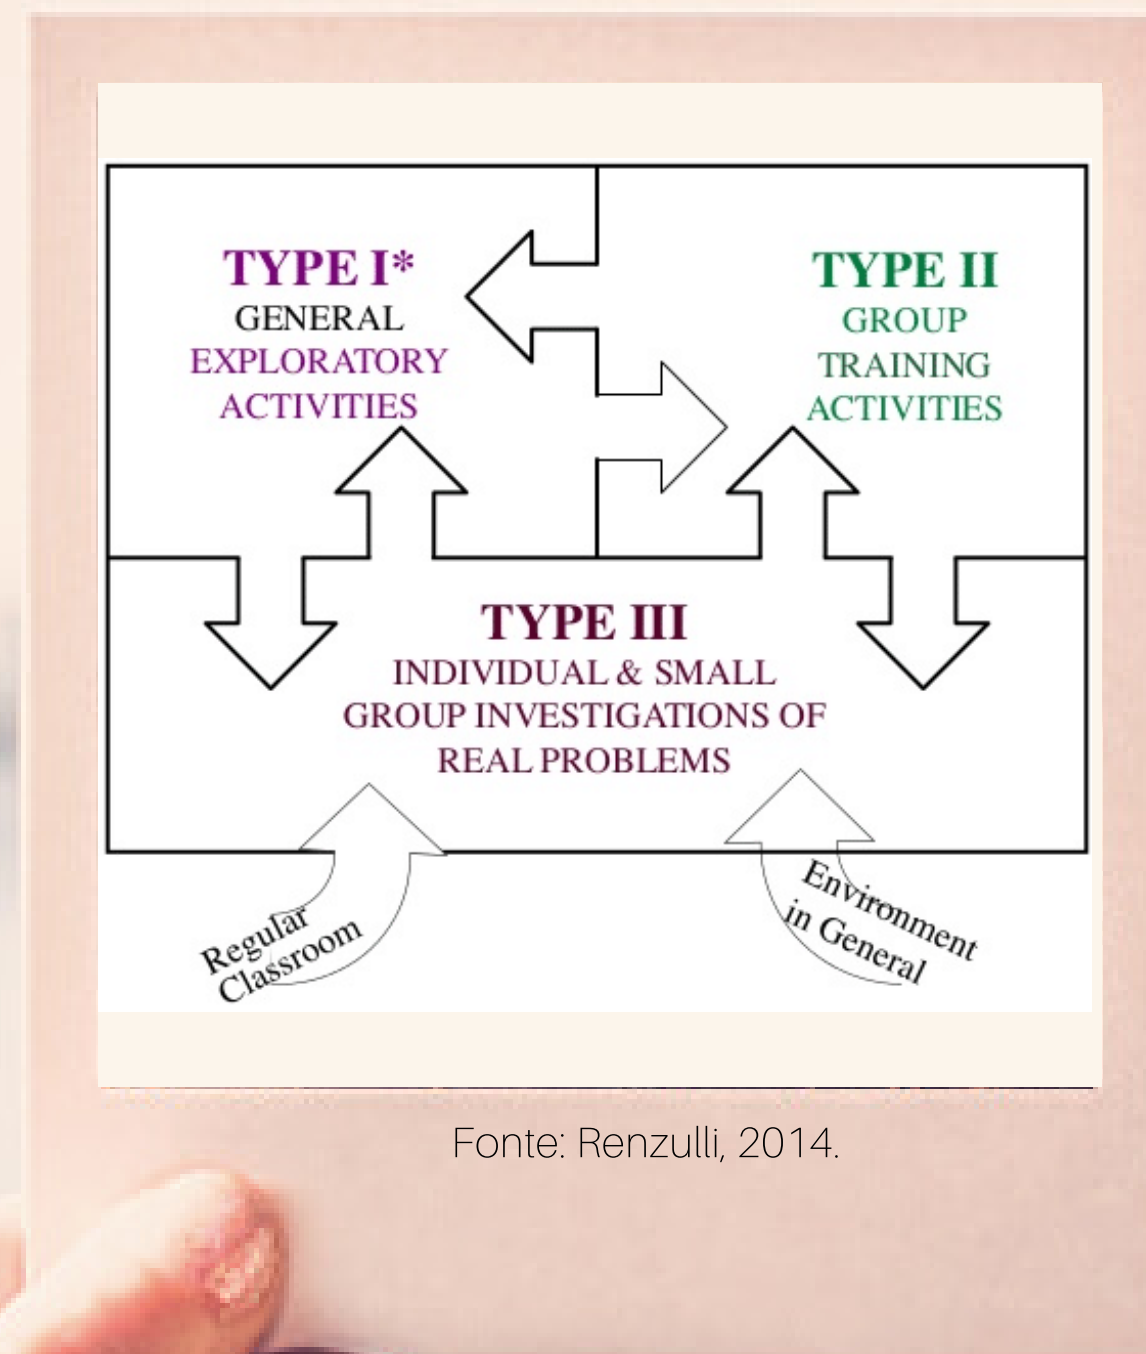 TYPE I*
GENERAL
EXPLORATORY
ACTIVITIES
TYPE II
GROUP
TRAINING
ACTIVITIES
TYPE III
INDIVIDUAL & SMALL
GROUP INVESTIGATIONS OF
REAL PROBLEMS
Regular
Classroom
Environment
in General
Fonte: Renzulli, 2014.